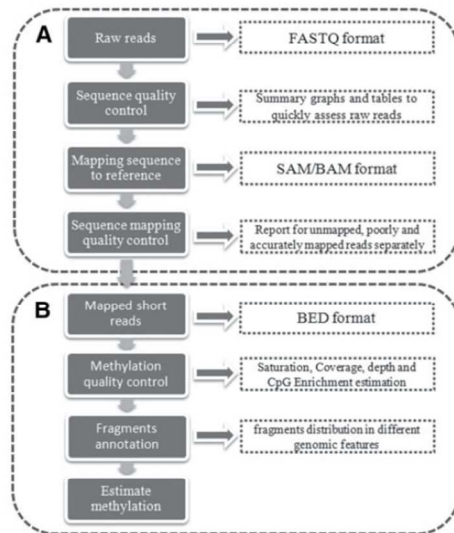 A
Raw reads
FASTQ format
Sequence quality
control
Summary graphs and tables to
quickly assess raw reads
Mapping sequence
to reference
SAM/BAM format
Sequence mapping
quality control
Report for unmapped, poorly and
accurately mapped reads separately
B
Mapped short
reads
BED format
Methylation
quality control
Saturation, Coverage, depth and
CpG Enrichment estimation
Fragments
annotation
fragments distribution in different
genomic features
Estimate
methylation